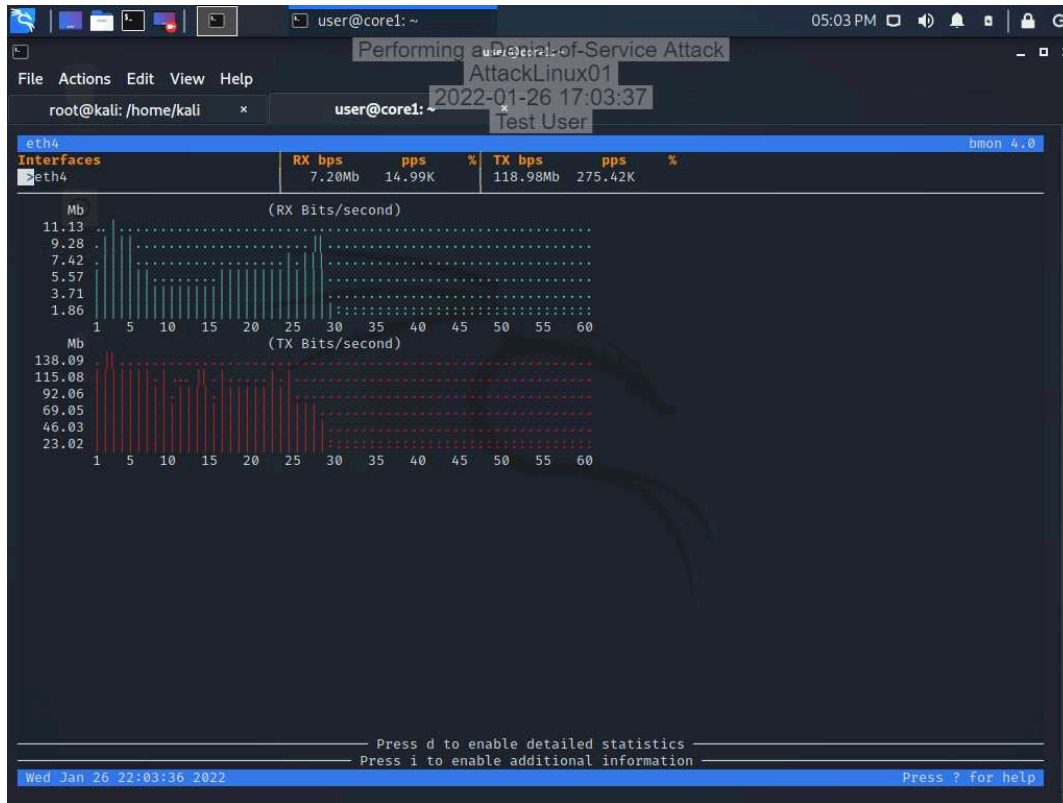 user@core1: ~
05:03 PM
Performing a Denial-of-Service Attack
AttackLinux01
2022-01-26 17:03:37
Test User
File Actions Edit View Help
root@kali: /home/kali ×
user@core1: ~ ×
eth4 bmon 4.0
Interfaces RX bps pps % TX bps pps %
>eth4 7.20Mb 14.99K 118.98Mb 275.42K
Mb (RX Bits/second)
11.13
9.28
7.42
5.57
3.71
1.86
1 5 10 15 20 25 30 35 40 45 50 55 60
Mb (TX Bits/second)
138.09
115.08
92.06
69.05
46.03
23.02
1 5 10 15 20 25 30 35 40 45 50 55 60
Press d to enable detailed statistics
Press i to enable additional information
Wed Jan 26 22:03:36 2022 Press ? for help